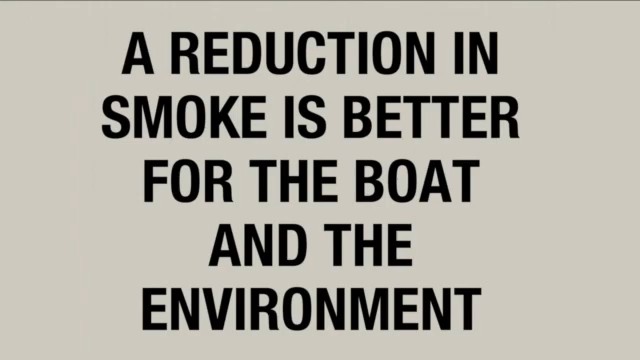 A REDUCTION IN
SMOKE IS BETTER
FOR THE BOAT
AND THE
ENVIRONMENT